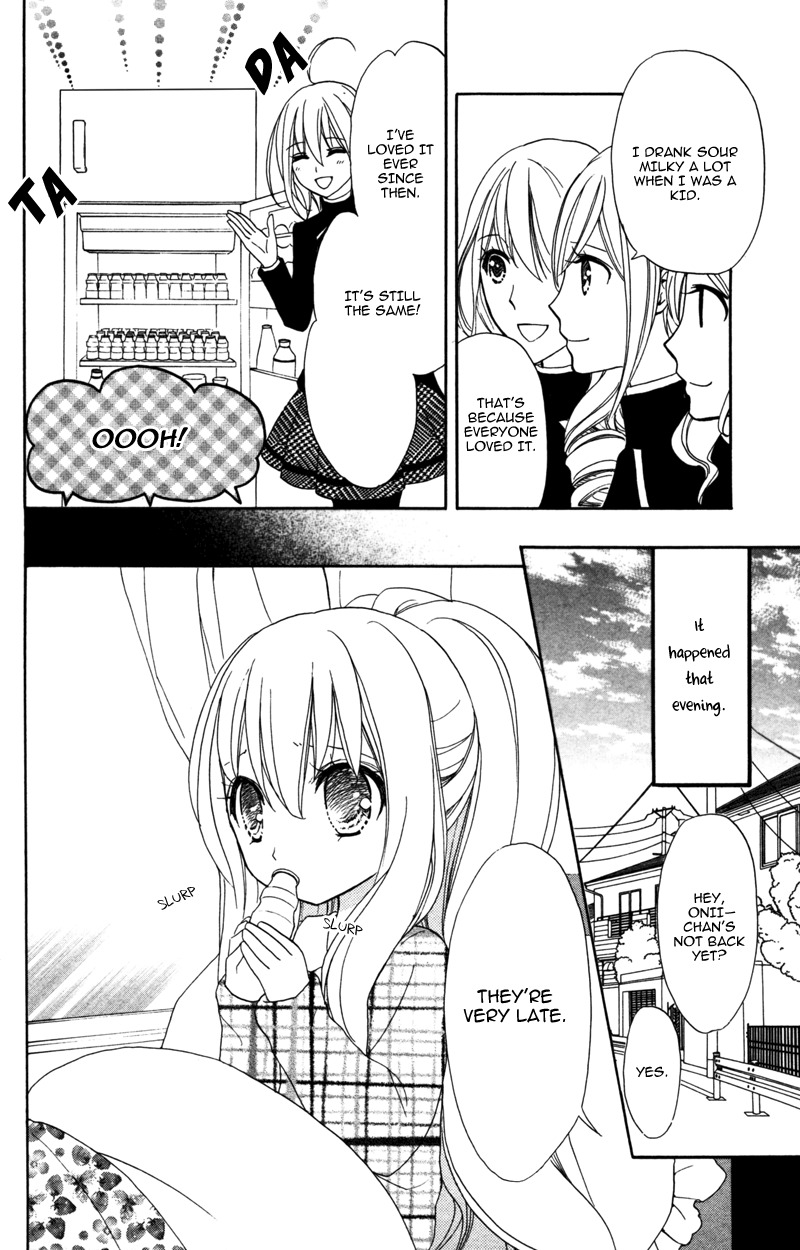 I DRANK SOUR
MILKY A LOT
WHEN I WAS A
KID.
THAT'S
BECAUSE
EVERYONE
LOVED IT.
I'VE
LOVED IT
EVER
SINCE
THEN.
IT'S STILL
THE SAME!
TA
DA
OOOH!
It
happened
that
evening.
HEY,
ONII-
CHAN'S
NOT BACK
YET?
YES.
THEY'RE
VERY LATE.
SLURP
SLURP